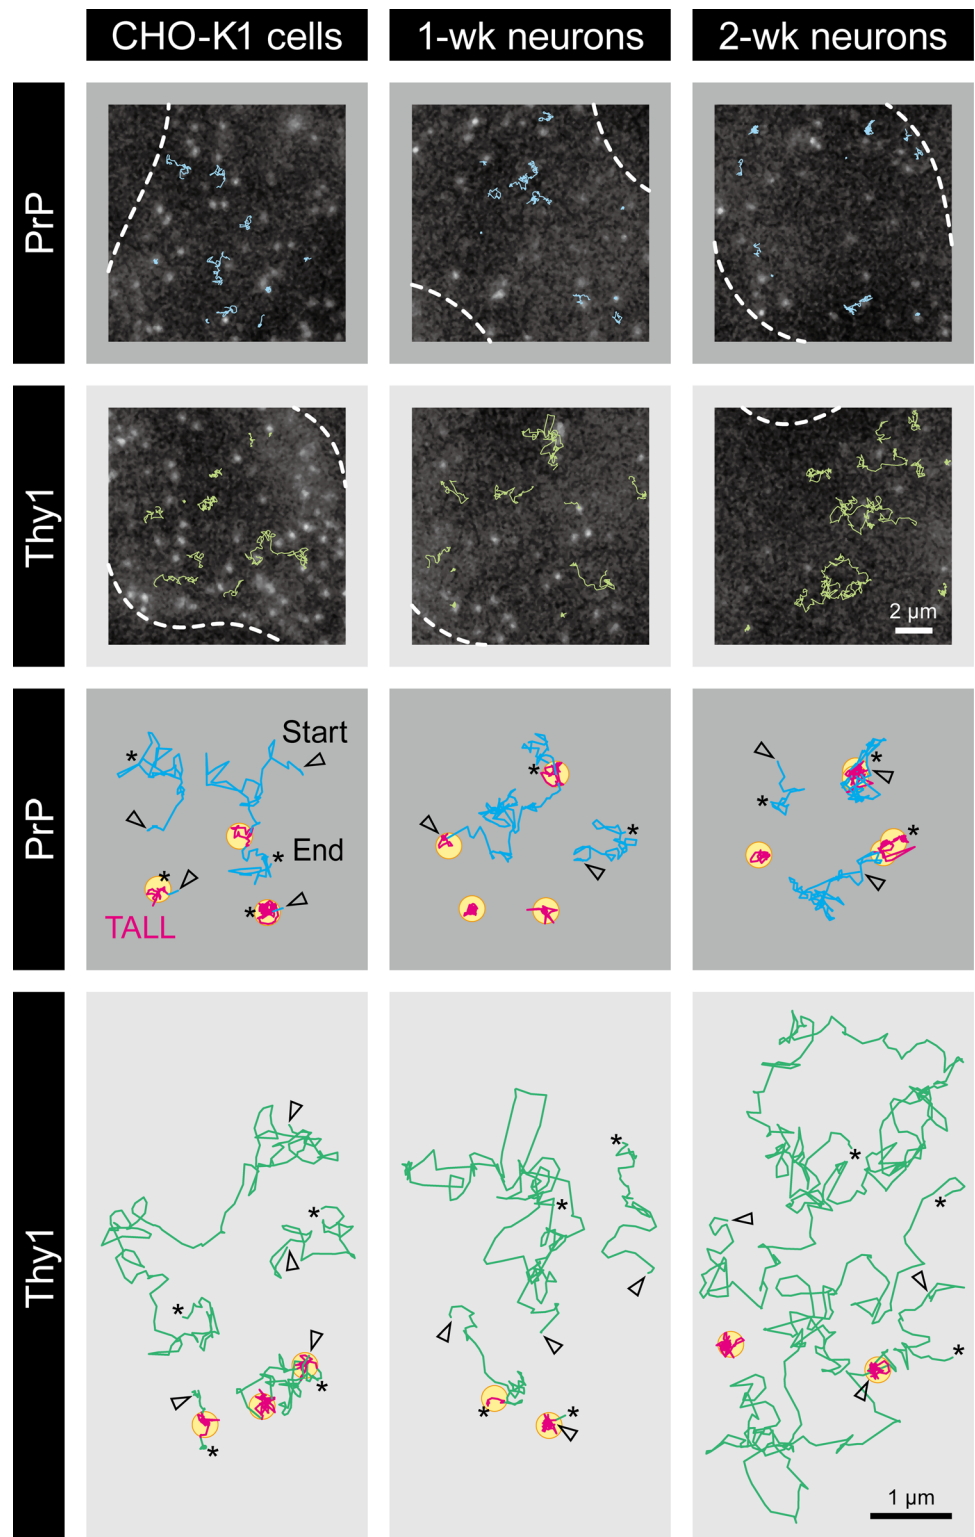 CHO-K1 cells
1-wk neurons
2-wk neurons
PrP
Thy1
2 µm
PrP
Start
*
*
*
*
*
End
*
*
*
*
*
TALL
Thy1
*
*
*
*
*
*
*
*
*
*
*
1 µm